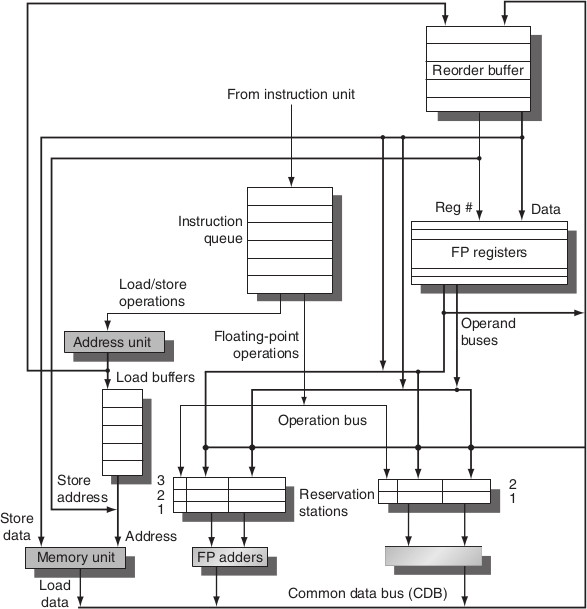 Reorder buffer
From instruction unit
Reg #
Data
Instruction
queue
FP registers
Load/store
operations
Operand
buses
Floating-point
operations
Address unit
Load buffers
Operation bus
Store
address
3
2
1
Reservation
stations
2
1
Store
data
Address
Memory unit
FP adders
Load
data
Common data bus (CDB)